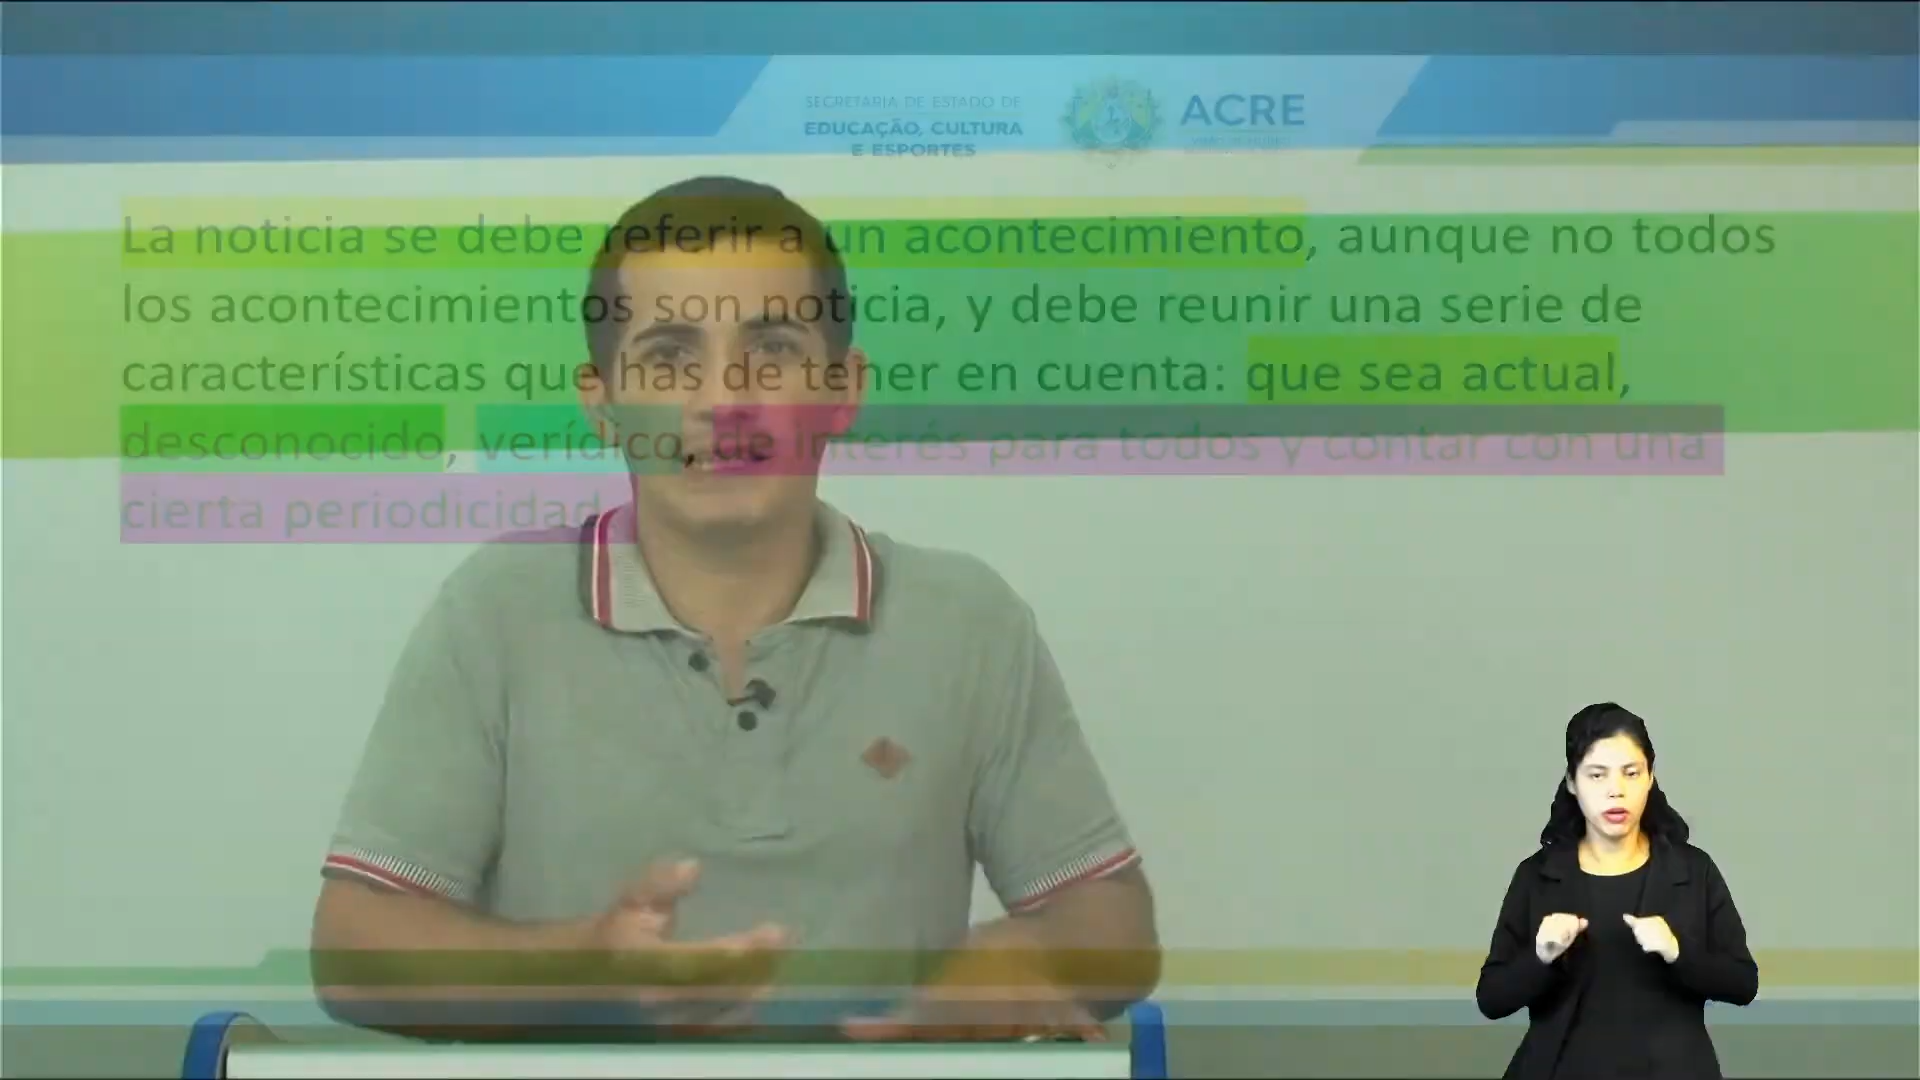 SECRETARIA DE ESTADO DE
EDUCAÇÃO, CULTURA
E ESPORTES
ACRE
La noticia se debe referir a un acontecimiento, aunque no todos
los acontecimientos son noticia, y debe reunir una serie de
características que has de tener en cuenta: que sea actual,
desconocido, verídico, de interés para todos y contar con una
cierta periodicidad.